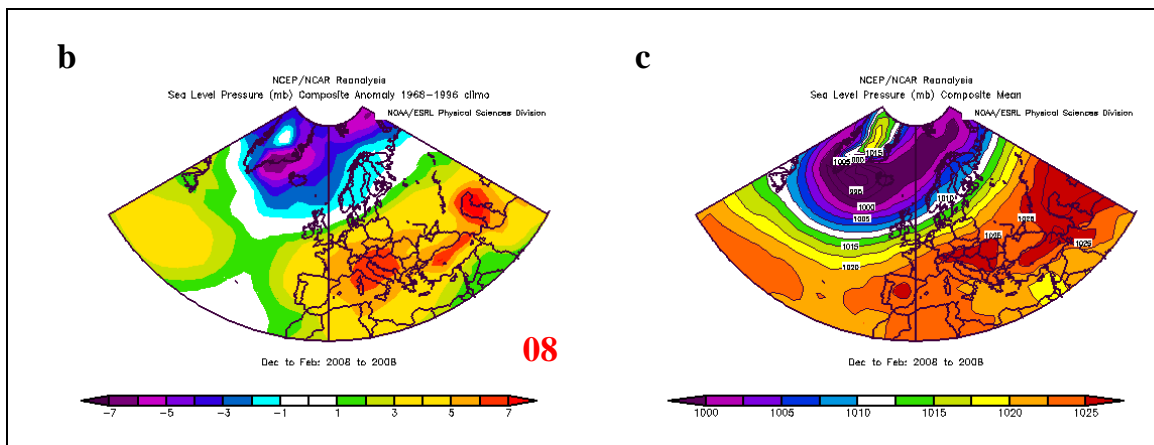 b
NCEP/NCAR Reanalysis
Sea Level Pressure (mb) Composite Anomaly 1968-1996 climo
NOAA/ESRL Physical Sciences Division
Dec to Feb: 2008 to 2008
08
-7 -5 -3 -1 1 3 5 7
c
NCEP/NCAR Reanalysis
Sea Level Pressure (mb) Composite Mean
NOAA/ESRL Physical Sciences Division
1015
1005
995
1000
1005
1010
1015
1020
1025
Dec to Feb: 2008 to 2008
1000 1005 1010 1015 1020 1025